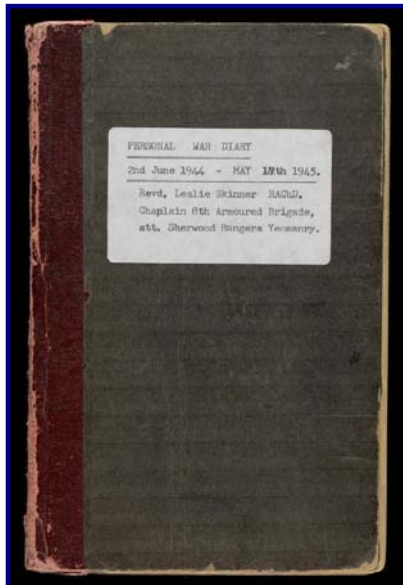 PERSONAL WAR DIARY
2nd June 1944 - MAY 17th 1945.
Revd, Leslie Skinner RAChD.
Chaplain 8th Armoured Brigade,
att. Sherwood Rangers Yeomanry.